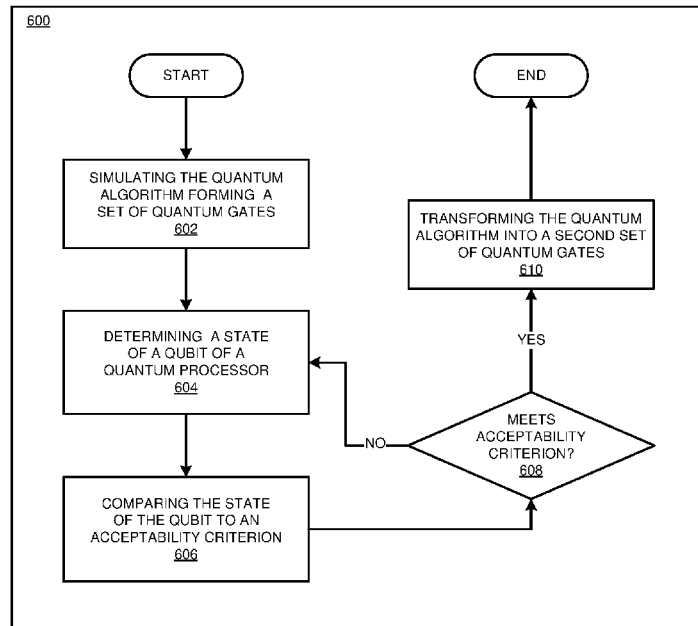 600
START
SIMULATING THE QUANTUM
ALGORITHM FORMING A
SET OF QUANTUM GATES
602
DETERMINING A STATE
OF A QUBIT OF A
QUANTUM PROCESSOR
604
COMPARING THE STATE
OF THE QUBIT TO AN
ACCEPTABILITY CRITERION
606
MEETS
ACCEPTABILITY
CRITERION?
608
NO
YES
TRANSFORMING THE QUANTUM
ALGORITHM INTO A SECOND SET
OF QUANTUM GATES
610
END